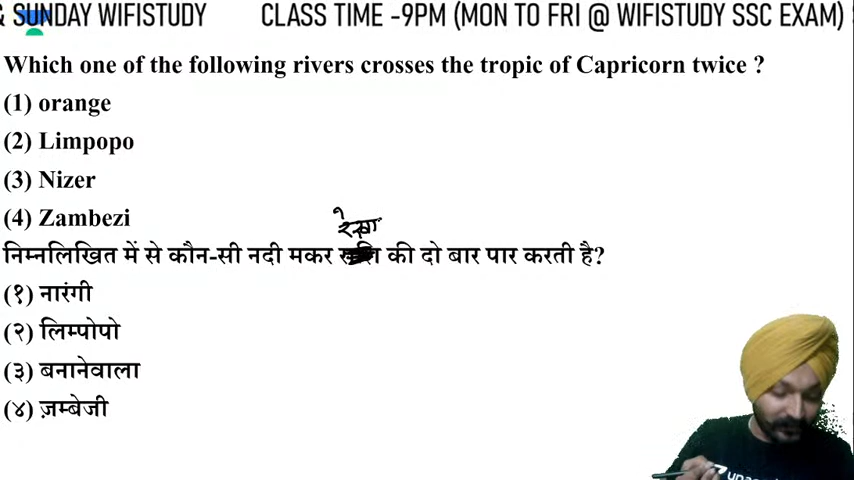 & SUNDAY WIFISTUDY CLASS TIME -9PM (MON TO FRI @ WIFISTUDY SSC EXAM)
Which one of the following rivers crosses the tropic of Capricorn twice ?
(1) orange
(2) Limpopo
(3) Nizer
(4) Zambezi
रेखा
निम्नलिखित में से कौन-सी नदी मकर की दो बार पार करती है?
(१) नारंगी
(२) लिम्पोपो
(३) बनानेवाला
(४) ज़म्बेजी